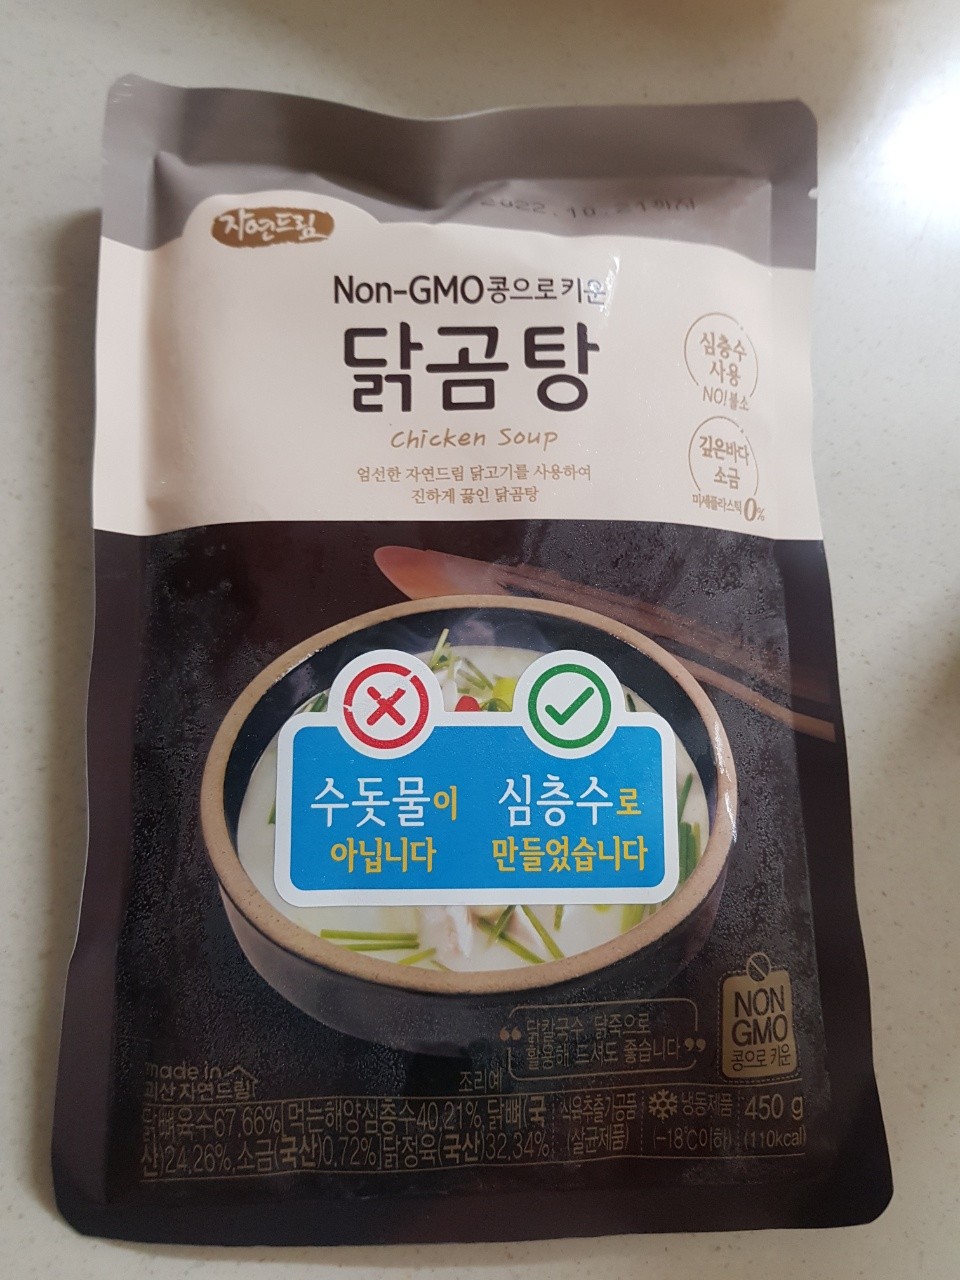 자연드림
2022.10.21까지
Non-GMO콩으로키운
닭곰탕
Chicken Soup
엄선한 자연드림 닭고기를 사용하여
진하게 끓인 닭곰탕
심층수
사용
NO!불소
깊은바다
소금
미세플라스틱 0%
수돗물이
아닙니다
심층수로
만들었습니다
NON
GMO
콩으로 키운
“닭칼국수, 닭죽으로
활용해 드셔도 좋습니다”
조리예
made in
괴산자연드림
닭뼈육수67.66%[먹는해양심층수40.21%, 닭뼈(국
산)24.26%, 소금(국산)0.72%]닭정육(국산)32.34%
식육추출가공품
(살균제품)
냉동제품
(-18℃이하)
450 g
(110kcal)